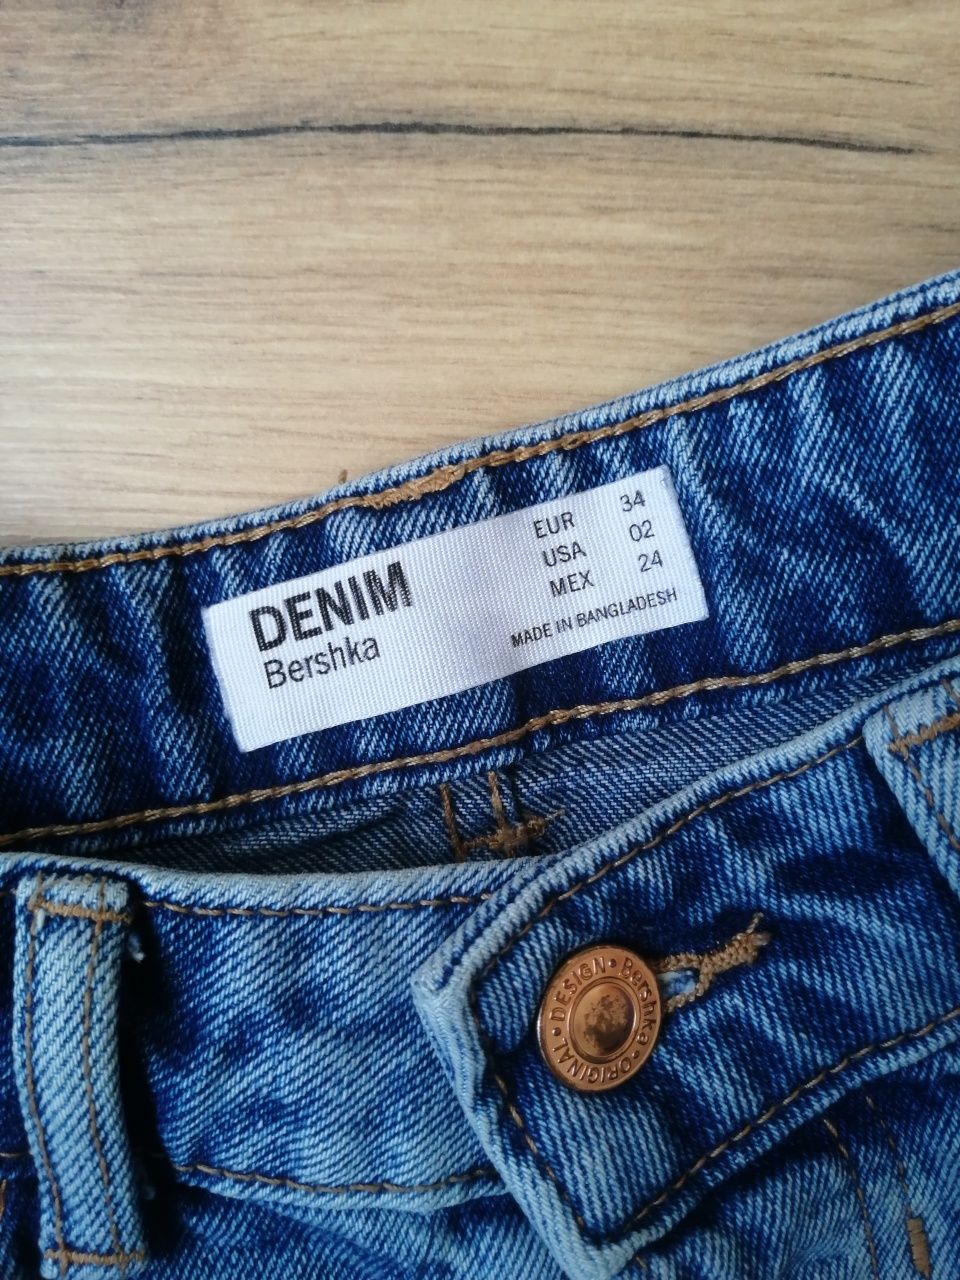 DENIM
Bershka
EUR 34
USA 02
MEX 24
MADE IN BANGLADESH
Bershka • ORIGINAL • DESIGN •